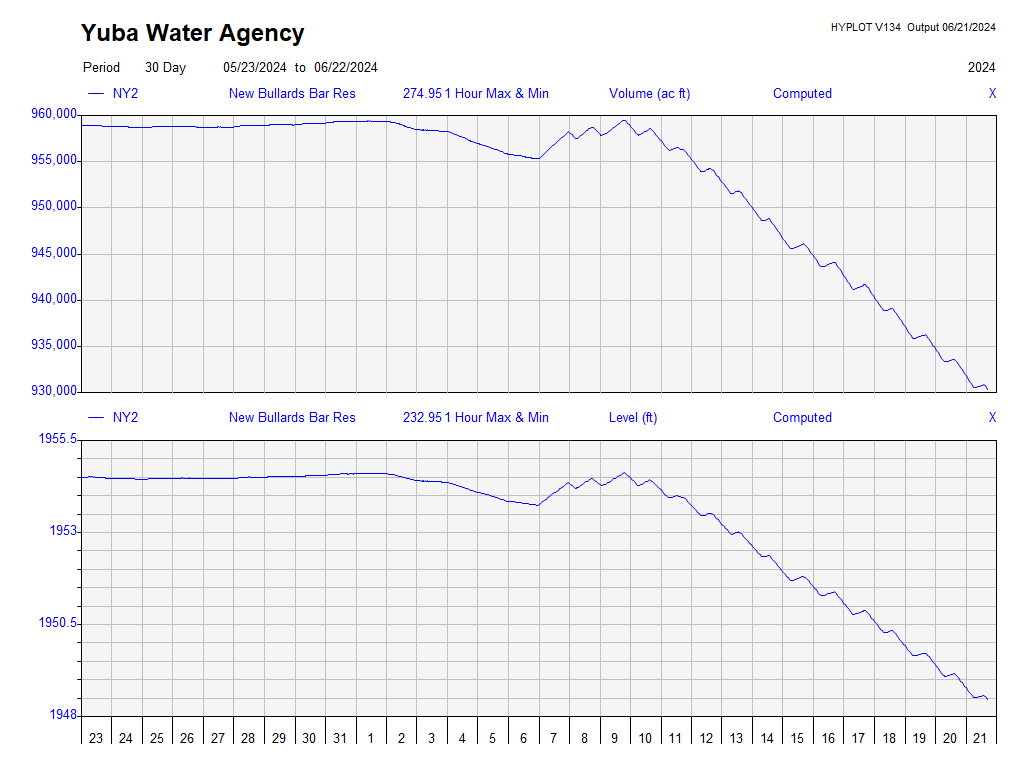 Yuba Water Agency
HYPLOT V134 Output 06/21/2024
Period 30 Day 05/23/2024 to 06/22/2024 2024
NY2 New Bullards Bar Res 274.95 1 Hour Max & Min Volume (ac ft) Computed X
960,000
955,000
950,000
945,000
940,000
935,000
930,000
NY2 New Bullards Bar Res 232.95 1 Hour Max & Min Level (ft) Computed X
1955.5
1953
1950.5
1948
23 24 25 26 27 28 29 30 31 1 2 3 4 5 6 7 8 9 10 11 12 13 14 15 16 17 18 19 20 21